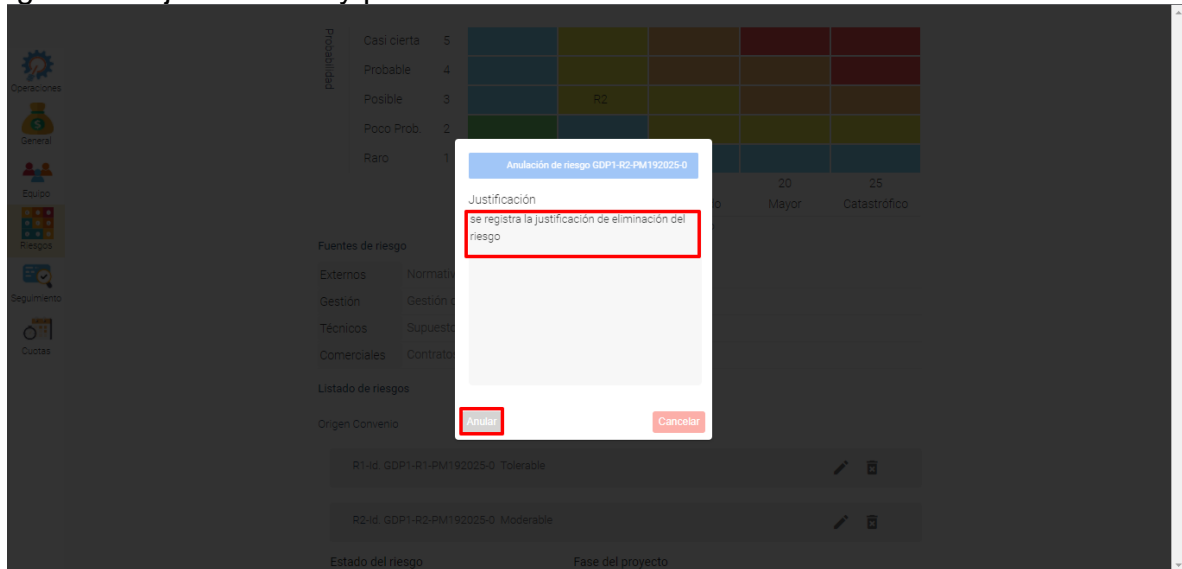 Probabilidad
Casi cierta 5
Probable 4
Posible 3 R2
Poco Prob. 2
Raro 1
20 25
Mayor Catastrófico
Operaciones
General
Equipo
Riesgos
Seguimiento
Cuotas
Anulación de riesgo GDP1-R2-PM192025-0
Justificación
se registra la justificación de eliminación del
riesgo
Anular Cancelar
Fuentes de riesgo
Externos
Gestión Gestión
Técnicos
Comerciales
Listado de riesgos
Origen Convenio
R1-Id. GDP1-R1-PM192025-0 Tolerable
R2-Id. GDP1-R2-PM192025-0 Moderable
Estado del riesgo Fase del proyecto